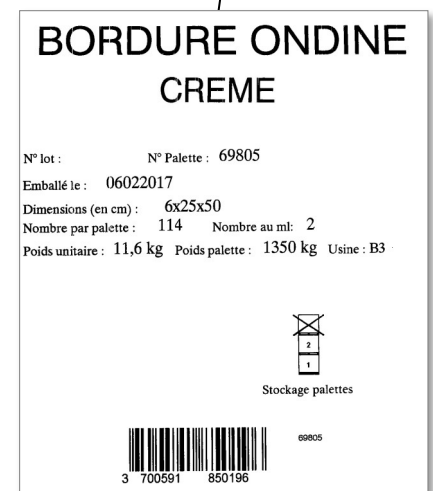 BORDURE ONDINE
CREME
N° lot : N° Palette : 69805
Emballé le : 06022017
Dimensions (en cm) : 6x25x50
Nombre par palette : 114 Nombre au ml: 2
Poids unitaire : 11,6 kg Poids palette : 1350 kg Usine : B3
2
1
Stockage palettes
69805
3 700591 850196